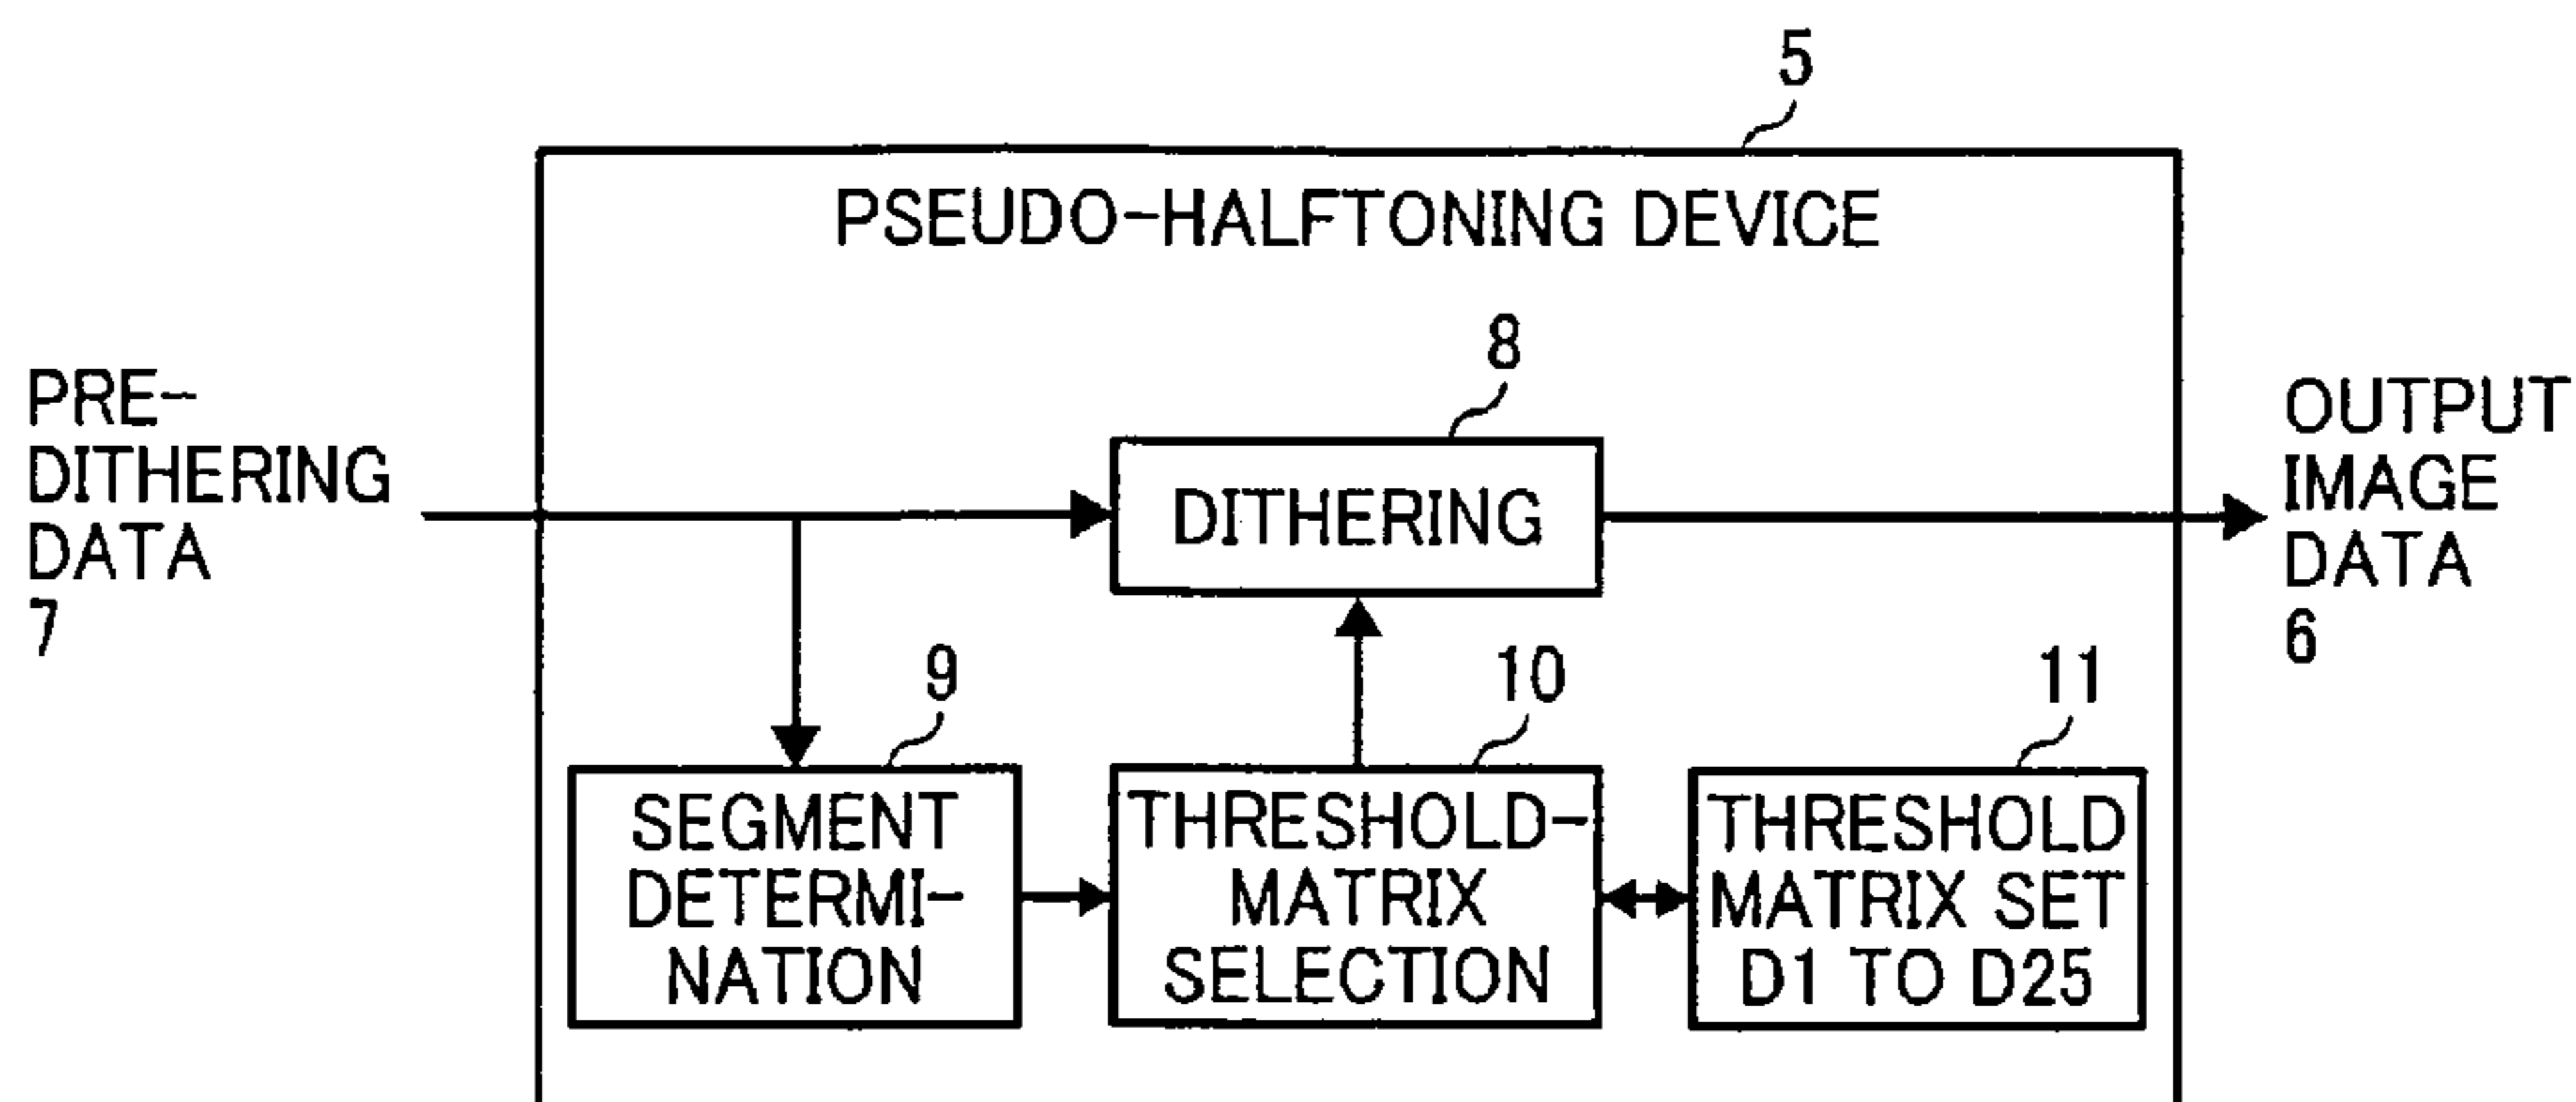 5
PSEUDO-HALFTONING DEVICE
PRE-
DITHERING
DATA
7
8
DITHERING
OUTPUT
IMAGE
DATA
6
9
SEGMENT
DETERMI-
NATION
10
THRESHOLD-
MATRIX
SELECTION
11
THRESHOLD
MATRIX SET
D1 TO D25